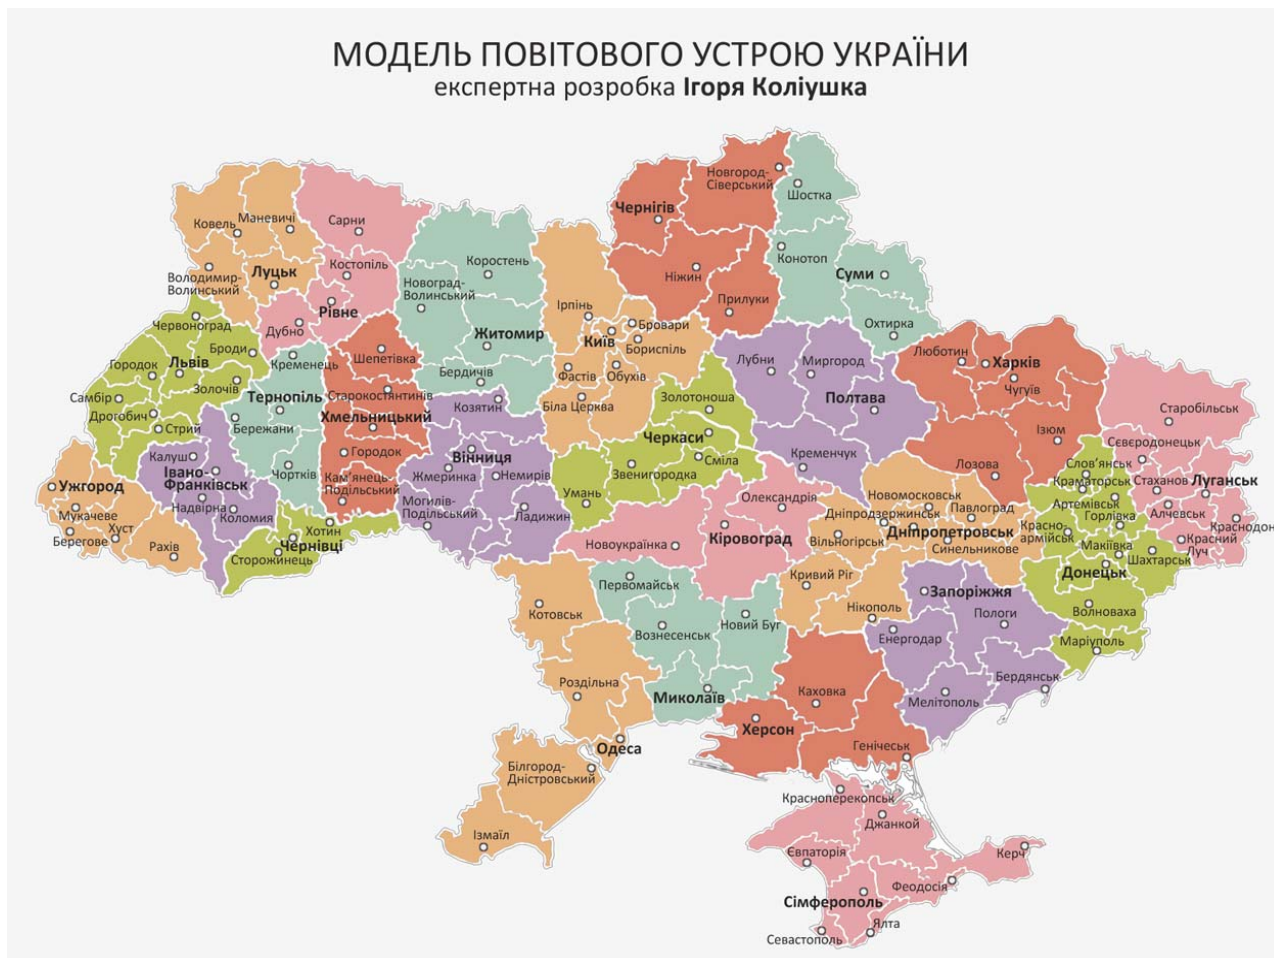 МОДЕЛЬ ПОВІТОВОГО УСТРОЮ УКРАЇНИ
експертна розробка Ігоря Коліушка
Новгород-
Сіверський
Шостка
Чернігів
Ковель
Маневичі
Сарни
Конотоп
Суми
Ніжин
Прилуки
Охтирка
Володимир-
Волинський
Луцьк
Костопіль
Рівне
Дубно
Коростень
Новоград-
Волинський
Житомир
Бердичів
Ірпінь
Київ
Бровари
Бориспіль
Фастів
Обухів
Біла Церква
Червоноград
Броди
Львів
Городок
Золочів
Самбір
Дрогобич
Стрий
Кременець
Тернопіль
Бережани
Чортків
Шепетівка
Старокостянтинів
Хмельницький
Городок
Кам’янець-
Подільський
Козятин
Вінниця
Жмеринка
Немирів
Могилів-
Подільський
Ладижин
Лубни
Миргород
Полтава
Кременчук
Люботин
Харків
Чугуїв
Ізюм
Лозова
Старобільськ
Сєвєродонецьк
Стаханов
Луганськ
Алчевськ
Краснодон
Красний
Луч
Золотоноша
Черкаси
Сміла
Звенигородка
Умань
Калуш
Івано-
Франківськ
Надвірна
Коломия
Ужгород
Мукачеве
Хуст
Берегове
Рахів
Хотин
Чернівці
Сторожинець
Олександрія
Кіровоград
Новоукраїнка
Новомосковськ
Дніпродзержинськ
Павлоград
Дніпропетровськ
Вільногірськ
Синельникове
Кривий Ріг
Нікополь
Слов’янськ
Краматорськ
Артемівськ
Горлівка
Красно-
армійськ
Макіївка
Шахтарськ
Донецьк
Волноваха
Маріуполь
Запоріжжя
Пологи
Енергодар
Бердянськ
Мелітополь
Первомайськ
Вознесенськ
Новий Буг
Миколаїв
Котовськ
Роздільна
Одеса
Білгород-
Дністровський
Ізмаїл
Каховка
Херсон
Генічеськ
Красноперекопськ
Джанкой
Євпаторія
Керч
Феодосія
Сімферополь
Ялта
Севастополь